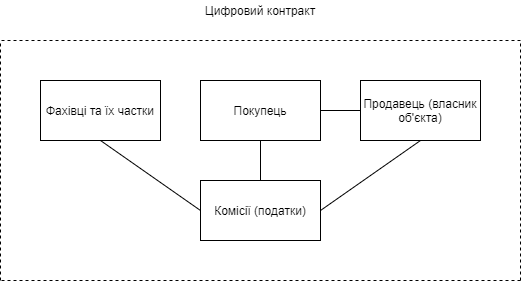 Цифровий контракт
Фахівці та їх частки
Покупець
Продавець (власник
об'єкта)
Комісії (податки)